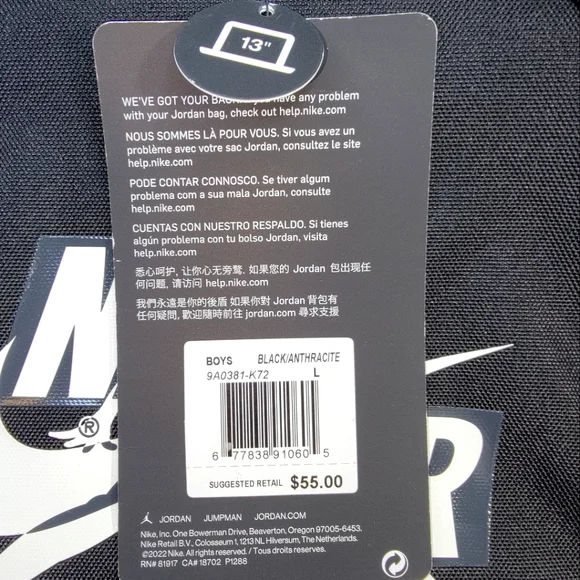 13"
WE'VE GOT YOUR have any problem
with your Jordan bag, check out help.nike.com
NOUS SOMMES LÀ POUR VOUS. Si vous avez un
problème avec votre sac Jordan, consultez le site
help.nike.com
PODE CONTAR CONNOSCO. Se tiver algum
problema com a sua mala Jordan, consulte
help.nike.com
CUENTAS CON NUESTRO RESPALDO. Si tienes
algún problema con tu bolso Jordan, visita
help.nike.com
悉心呵护, 让你心无旁骛. 如果您的 Jordan 包出现任
何问题, 请访问 help.nike.com
我們永遠是你的後盾 如果你對 Jordan 背包有
任何疑問, 歡迎隨時前往 jordan.com 尋求支援
BOYS BLACK/ANTHRACITE
9A0381-K72 L
6 77838 91060 5
SUGGESTED RETAIL $55.00
JORDAN JUMPMAN JORDAN.COM
Nike, Inc. One Bowerman Drive, Beaverton, Oregon 97005-6453.
Nike Retail B.V., Colosseum 1, 1213 NL Hilversum, The Netherlands.
©2022 Nike. All rights reserved. / Tous droits reserves.
RN# 81917 CA# 18702 P1288
N
®
R